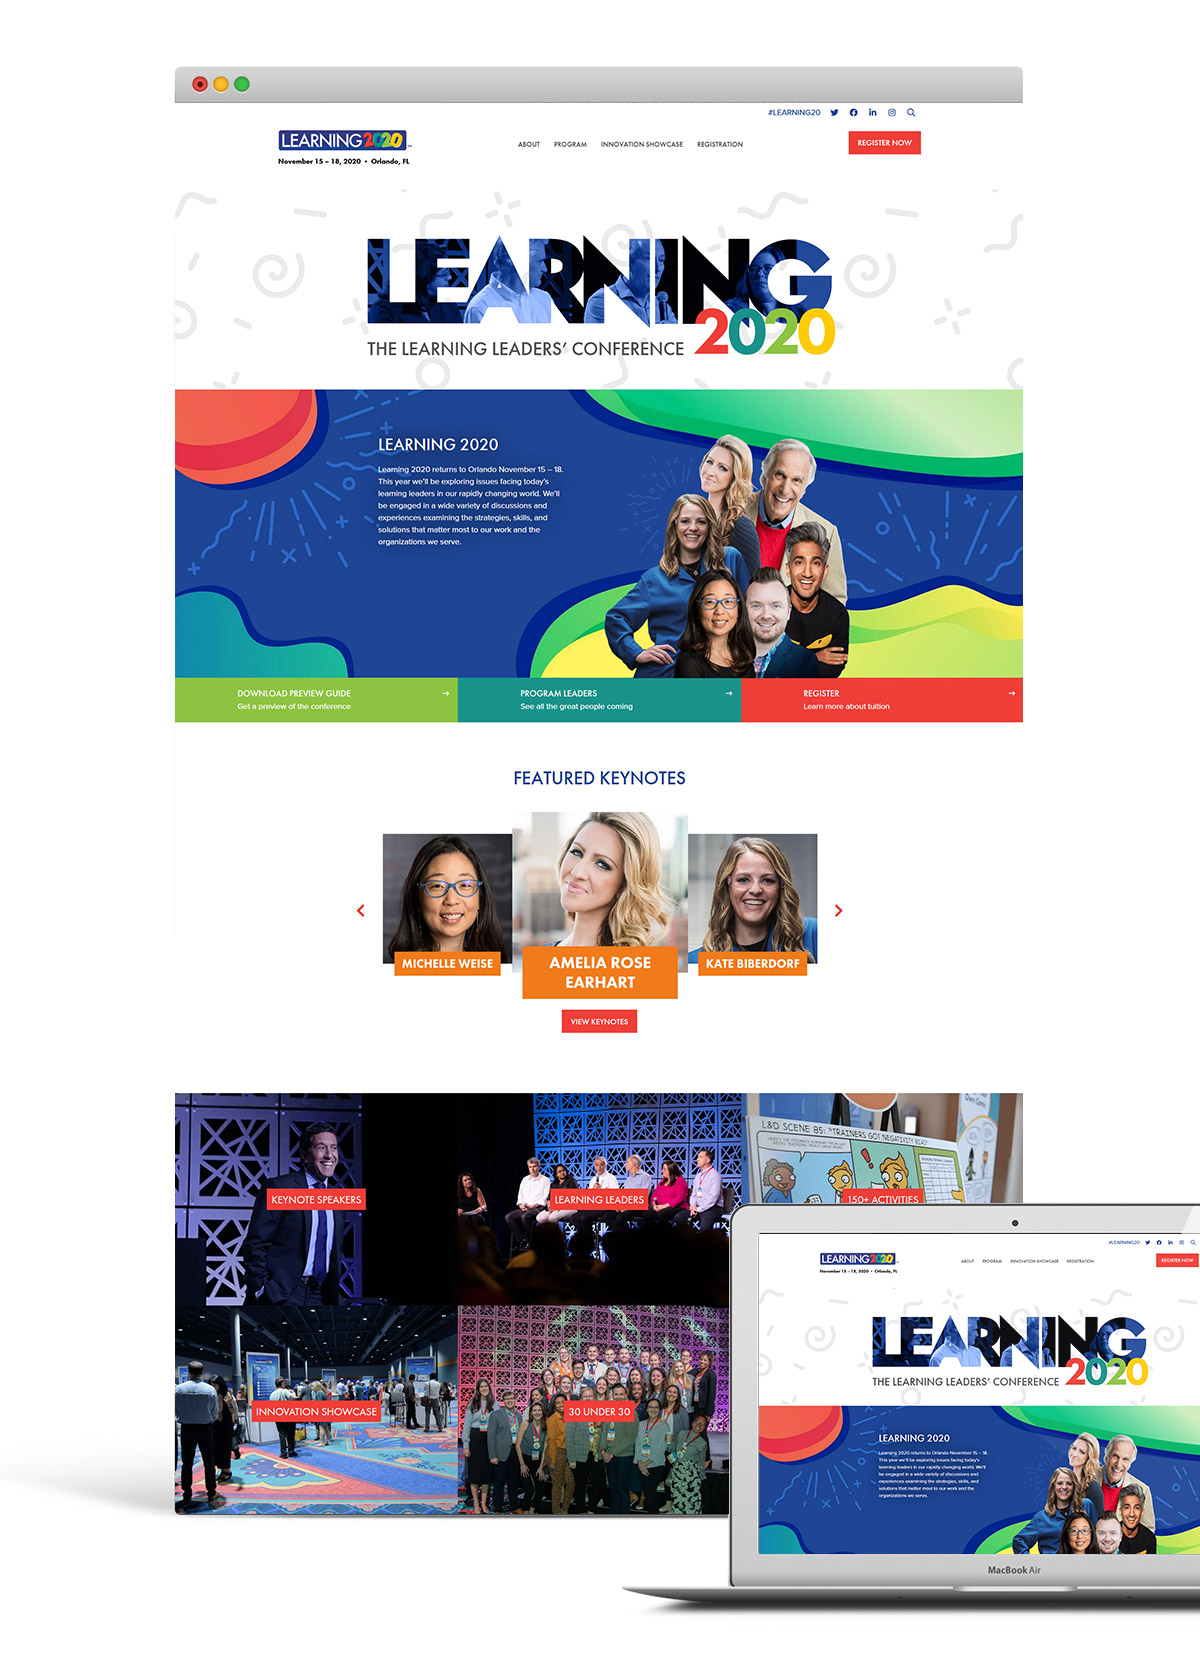 #LEARNING20
LEARNING2020
November 15 – 18, 2020 • Orlando, FL
ABOUT PROGRAM INNOVATION SHOWCASE REGISTRATION
REGISTER NOW
LEARNING
2020
THE LEARNING LEADERS' CONFERENCE
LEARNING 2020
Learning 2020 returns to Orlando November 15 – 18.
This year we'll be exploring issues facing today's
learning leaders in our rapidly changing world. We'll
be engaged in a wide variety of discussions and
experiences examining the strategies, skills, and
solutions that matter most to our work and the
organizations we serve.
DOWNLOAD PREVIEW GUIDE
Get a preview of the conference
PROGRAM LEADERS
See all the great people coming
REGISTER
Learn more about tuition
FEATURED KEYNOTES
MICHELLE WEISE
AMELIA ROSE
EARHART
KATE BIBERDORF
VIEW KEYNOTES
L&D SCENE 85: "TRAINERS GOT NEGATIVITY BIAS"
KEYNOTE SPEAKERS
LEARNING LEADERS
150+ ACTIVITIES
INNOVATION SHOWCASE
30 UNDER 30
#LEARNING20
LEARNING2020
November 15 – 18, 2020 • Orlando, FL
ABOUT PROGRAM INNOVATION SHOWCASE REGISTRATION
REGISTER NOW
LEARNING
2020
THE LEARNING LEADERS' CONFERENCE
LEARNING 2020
Learning 2020 returns to Orlando November 15 – 18.
This year we'll be exploring issues facing today's
learning leaders in our rapidly changing world. We'll
be engaged in a wide variety of discussions and
experiences examining the strategies, skills, and
solutions that matter most to our work and the
organizations we serve.
MacBook Air